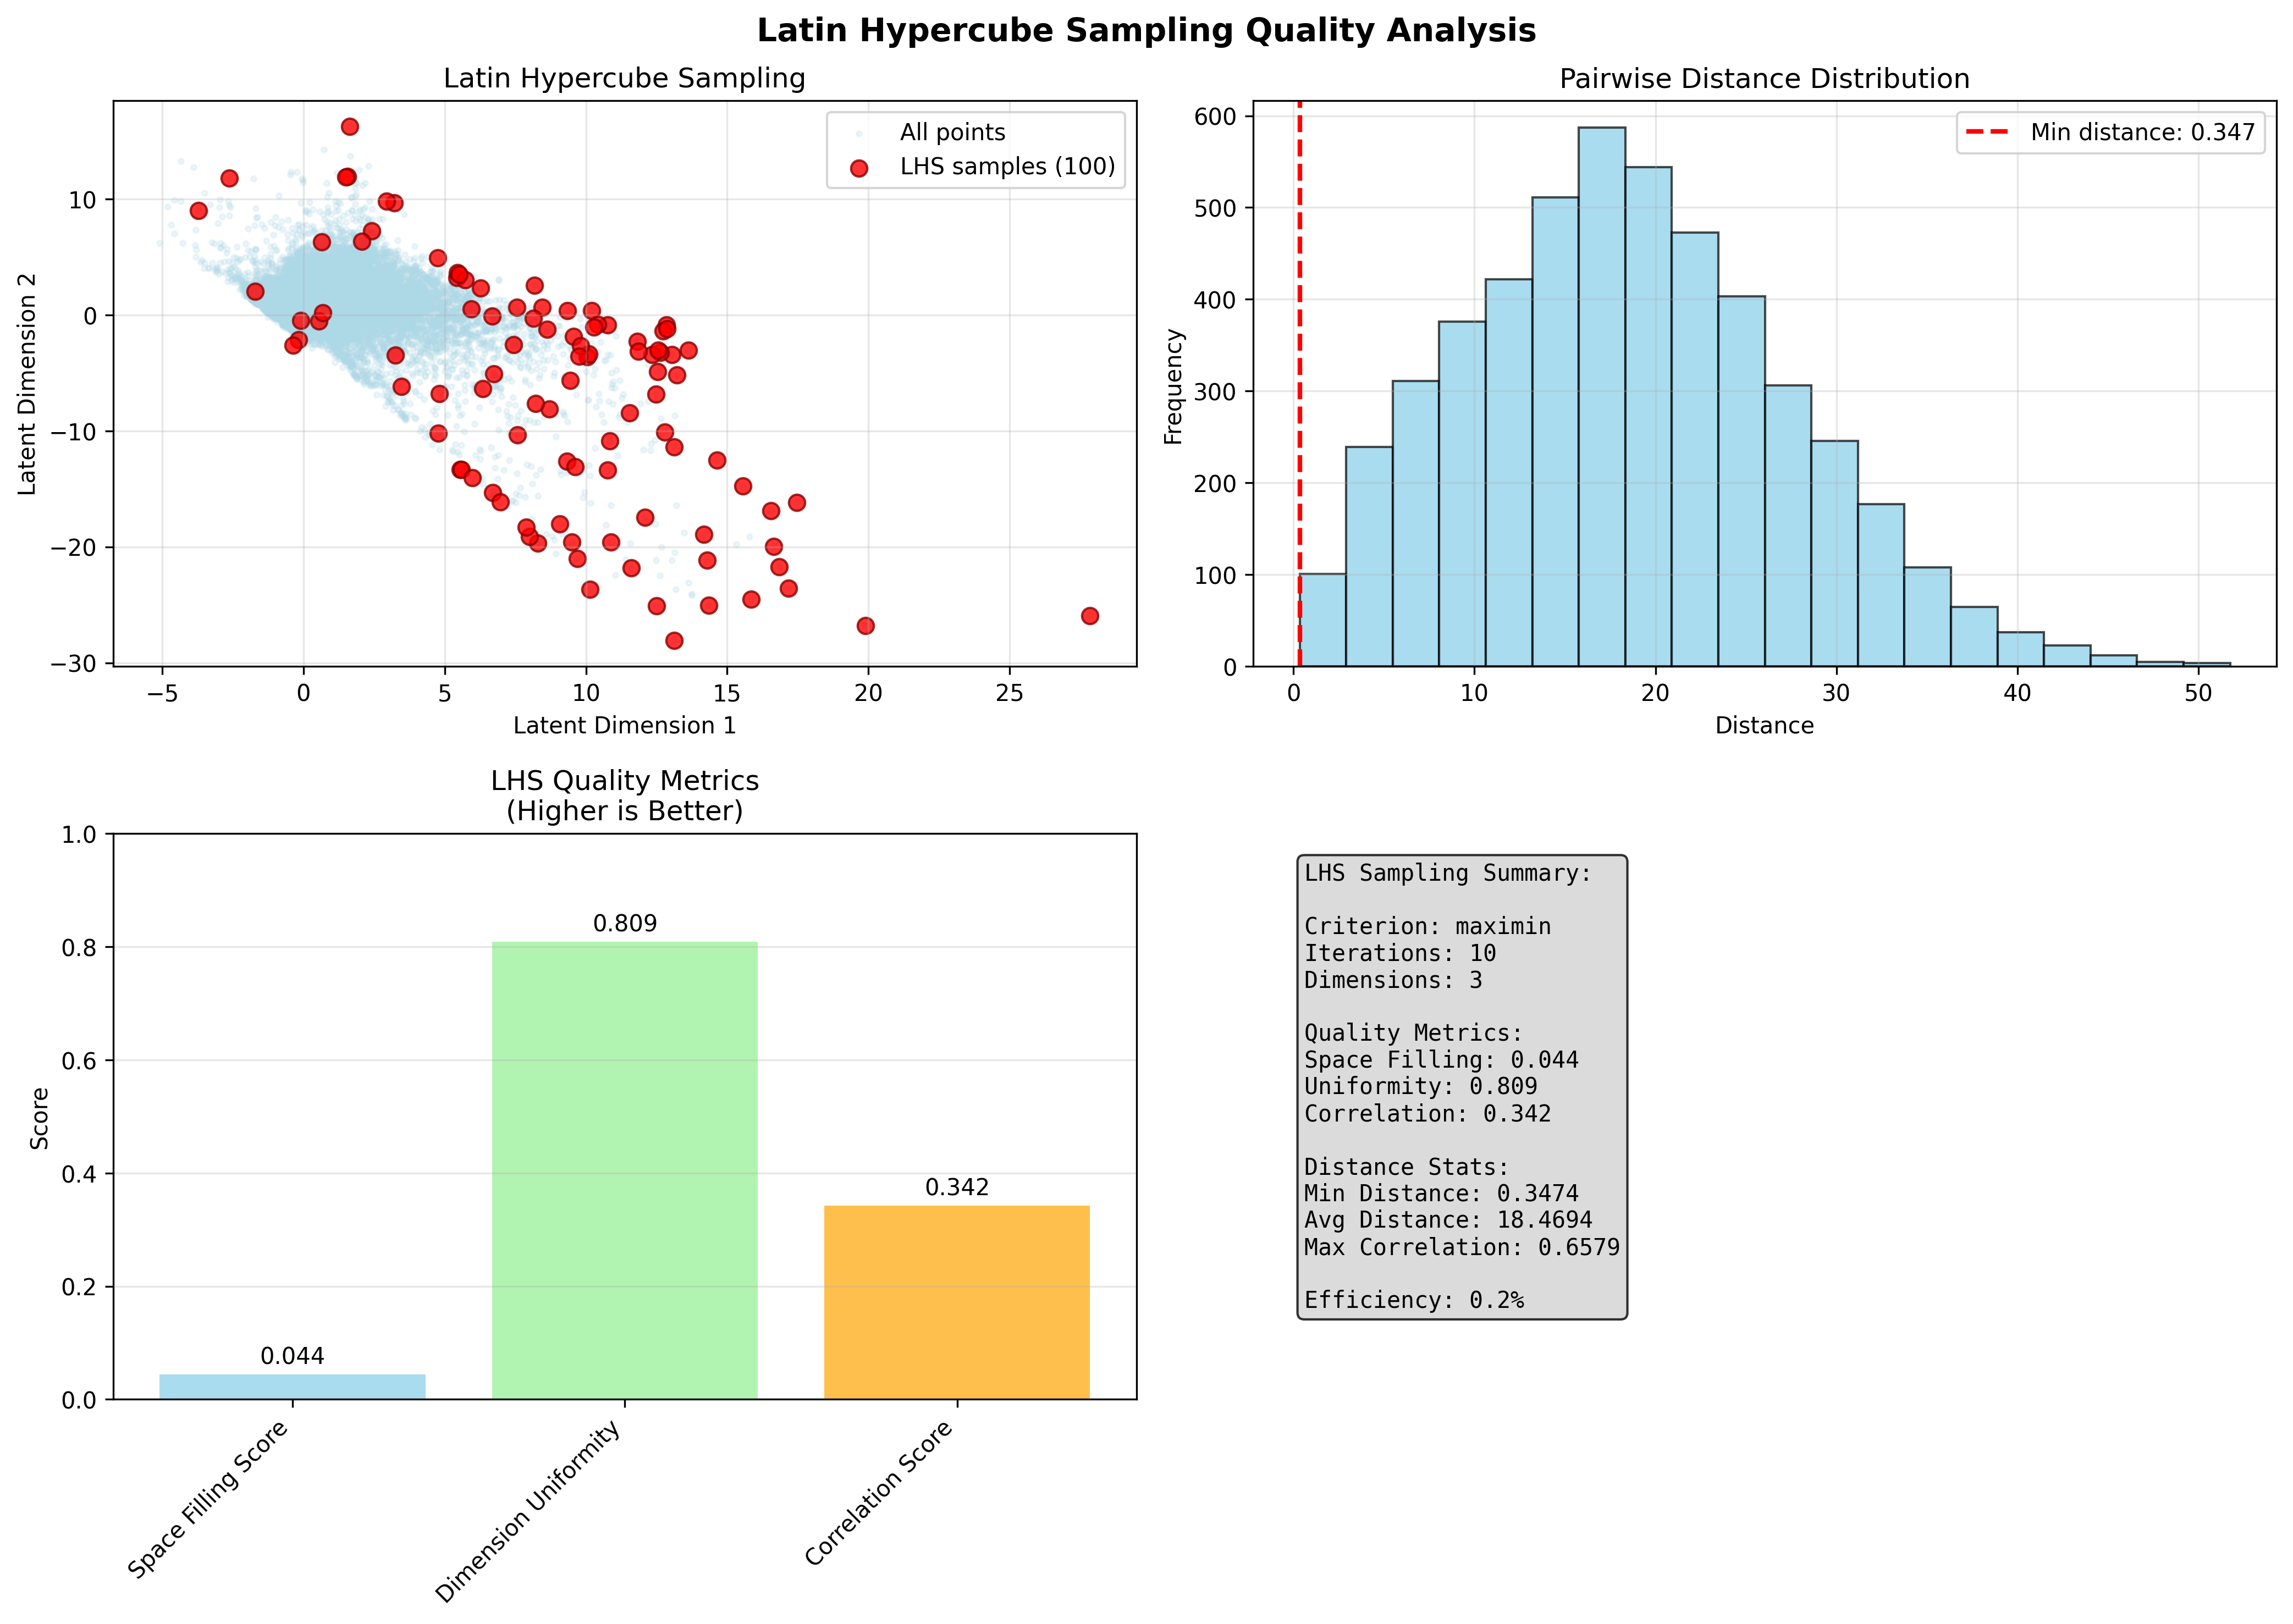 Latin Hypercube Sampling Quality Analysis
Latin Hypercube Sampling
All points
LHS samples (100)
Latent Dimension 2
10
0
−10
−20
−30
−5
0
5
10
15
20
25
Latent Dimension 1
Pairwise Distance Distribution
Min distance: 0.347
Frequency
600
500
400
300
200
100
0
0
10
20
30
40
50
Distance
LHS Quality Metrics
(Higher is Better)
Score
1.0
0.8
0.6
0.4
0.2
0.0
0.044
0.809
0.342
Space Filling Score
Dimension Uniformity
Correlation Score
LHS Sampling Summary:
Criterion: maximin
Iterations: 10
Dimensions: 3
Quality Metrics:
Space Filling: 0.044
Uniformity: 0.809
Correlation: 0.342
Distance Stats:
Min Distance: 0.3474
Avg Distance: 18.4694
Max Correlation: 0.6579
Efficiency: 0.2%